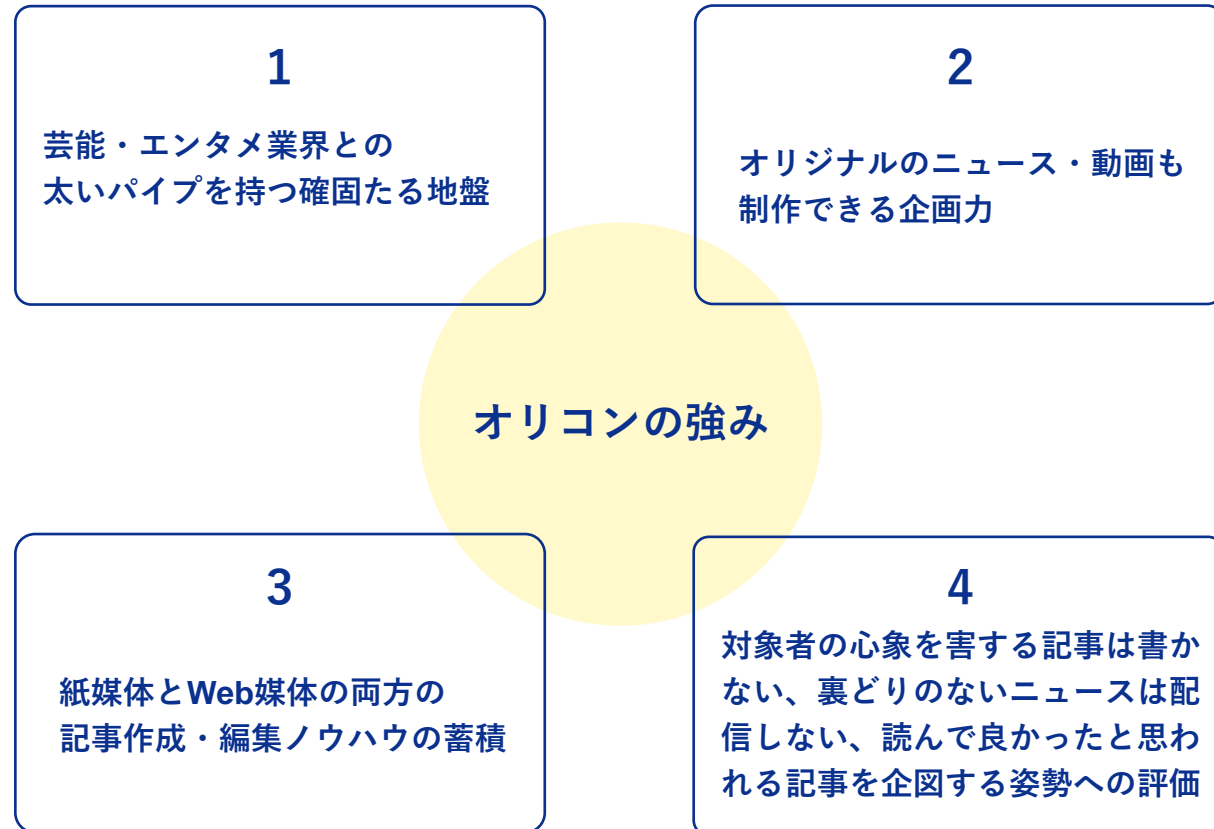 1
芸能・エンタメ業界との
太いパイプを持つ確固たる地盤
2
オリジナルのニュース・動画も
制作できる企画力
オリコンの強み
3
紙媒体とWeb媒体の両方の
記事作成・編集ノウハウの蓄積
4
対象者の心象を害する記事は書か
ない、裏どりのないニュースは配
信しない、読んで良かったと思わ
れる記事を企図する姿勢への評価